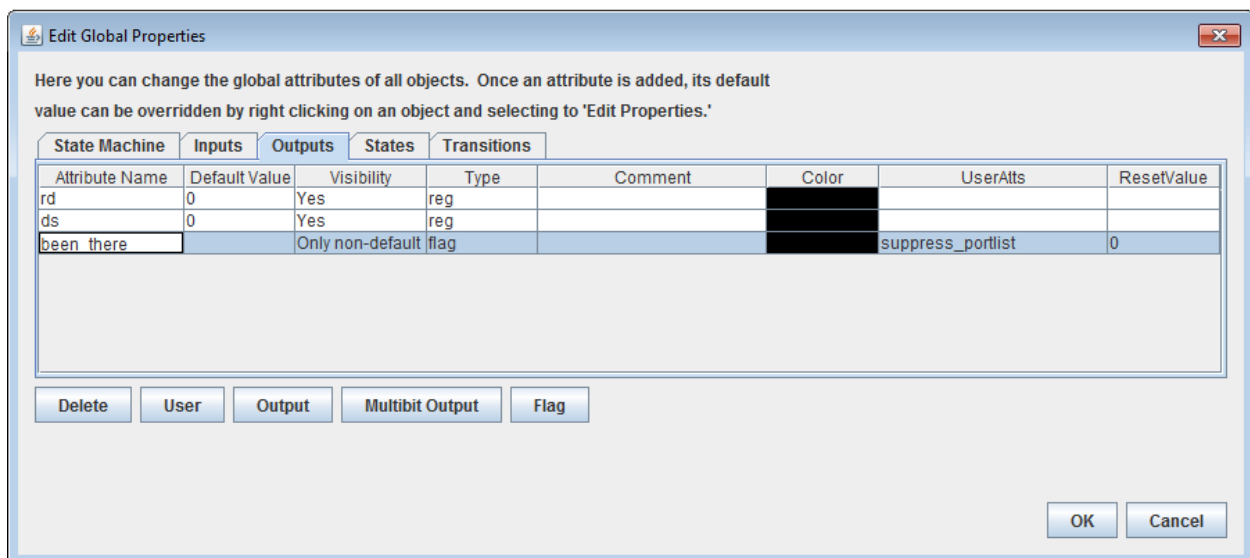 Edit Global Properties
Here you can change the global attributes of all objects. Once an attribute is added, its default
value can be overridden by right clicking on an object and selecting to 'Edit Properties.'
State Machine Inputs Outputs States Transitions
Attribute Name Default Value Visibility Type Comment Color UserAtts ResetValue
rd 0 Yes reg
ds 0 Yes reg
been_there Only non-default flag suppress_portlist 0
Delete User Output Multibit Output Flag
OK Cancel